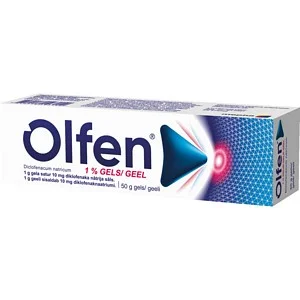 Olfen®
1 % GELS/ GEEL
Diclofenacum natricum
1 g gela satur 10 mg diklofenaka nātrija sāls.
1 g geeli sisaldab 10 mg diklofenaknaatriumi.
50 g gels/ geeli